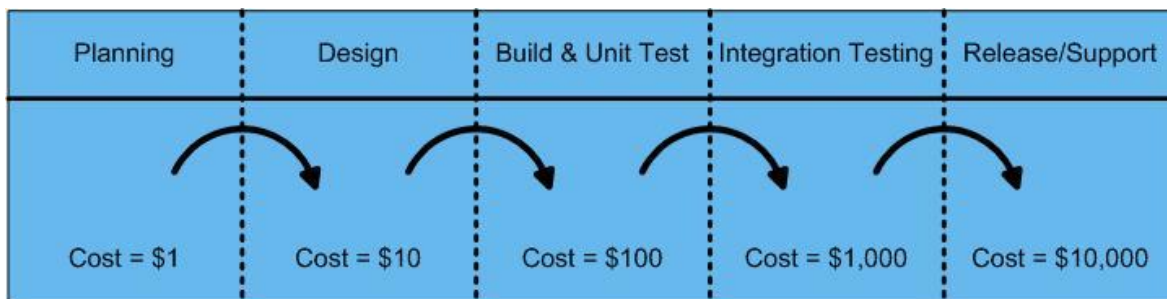 Planning
Design
Build & Unit Test
Integration Testing
Release/Support
Cost = $1
Cost = $10
Cost = $100
Cost = $1,000
Cost = $10,000